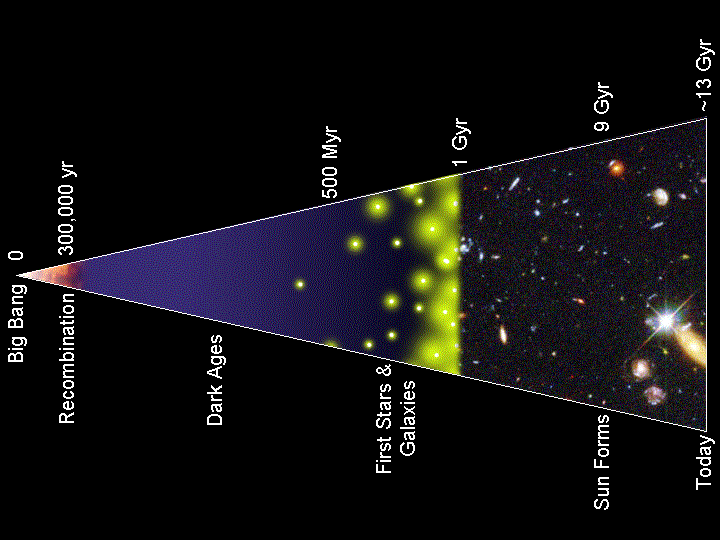 Big Bang 0
Recombination 300,000 yr
Dark Ages
500 Myr
First Stars &
Galaxies
1 Gyr
Sun Forms 9 Gyr
Today ~13 Gyr